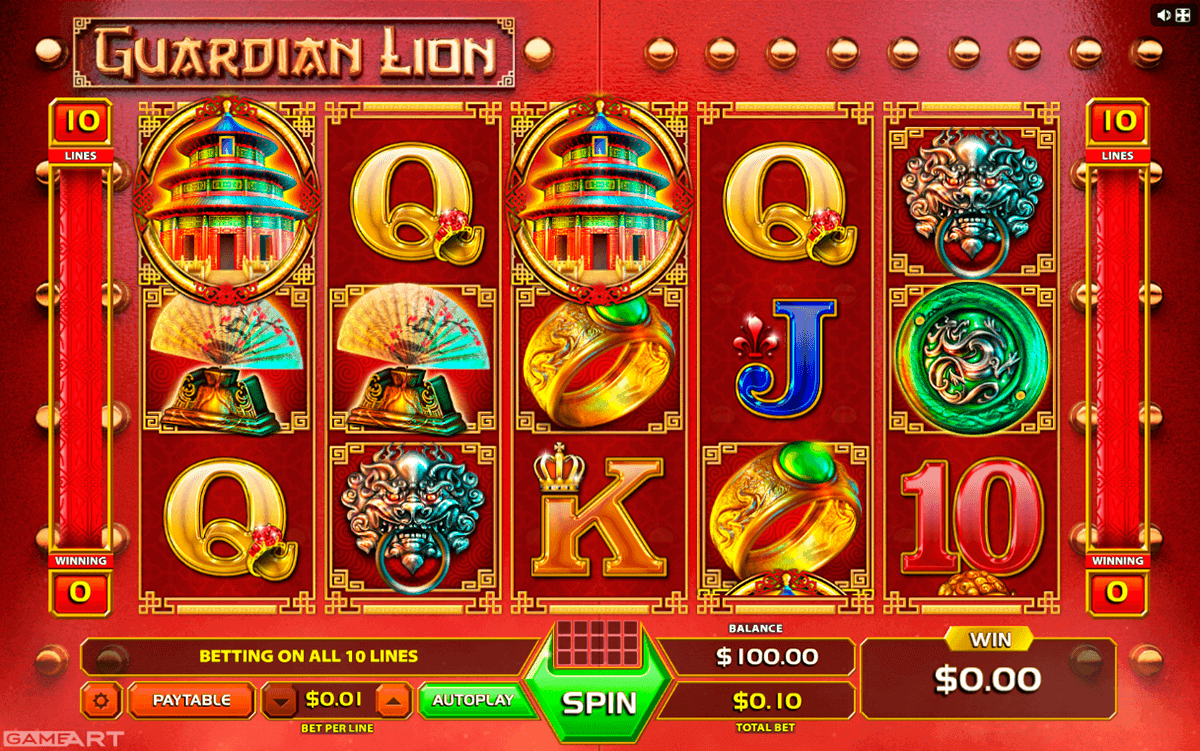 GUARDIAN LION
10
LINES
10
LINES
Q
Q
J
Q
K
10
WINNING
0
WINNING
0
BETTING ON ALL 10 LINES
BALANCE
$100.00
WIN
$0.00
PAYTABLE
$0.01
BET PER LINE
AUTOPLAY
SPIN
$0.10
TOTAL BET
GAMEART